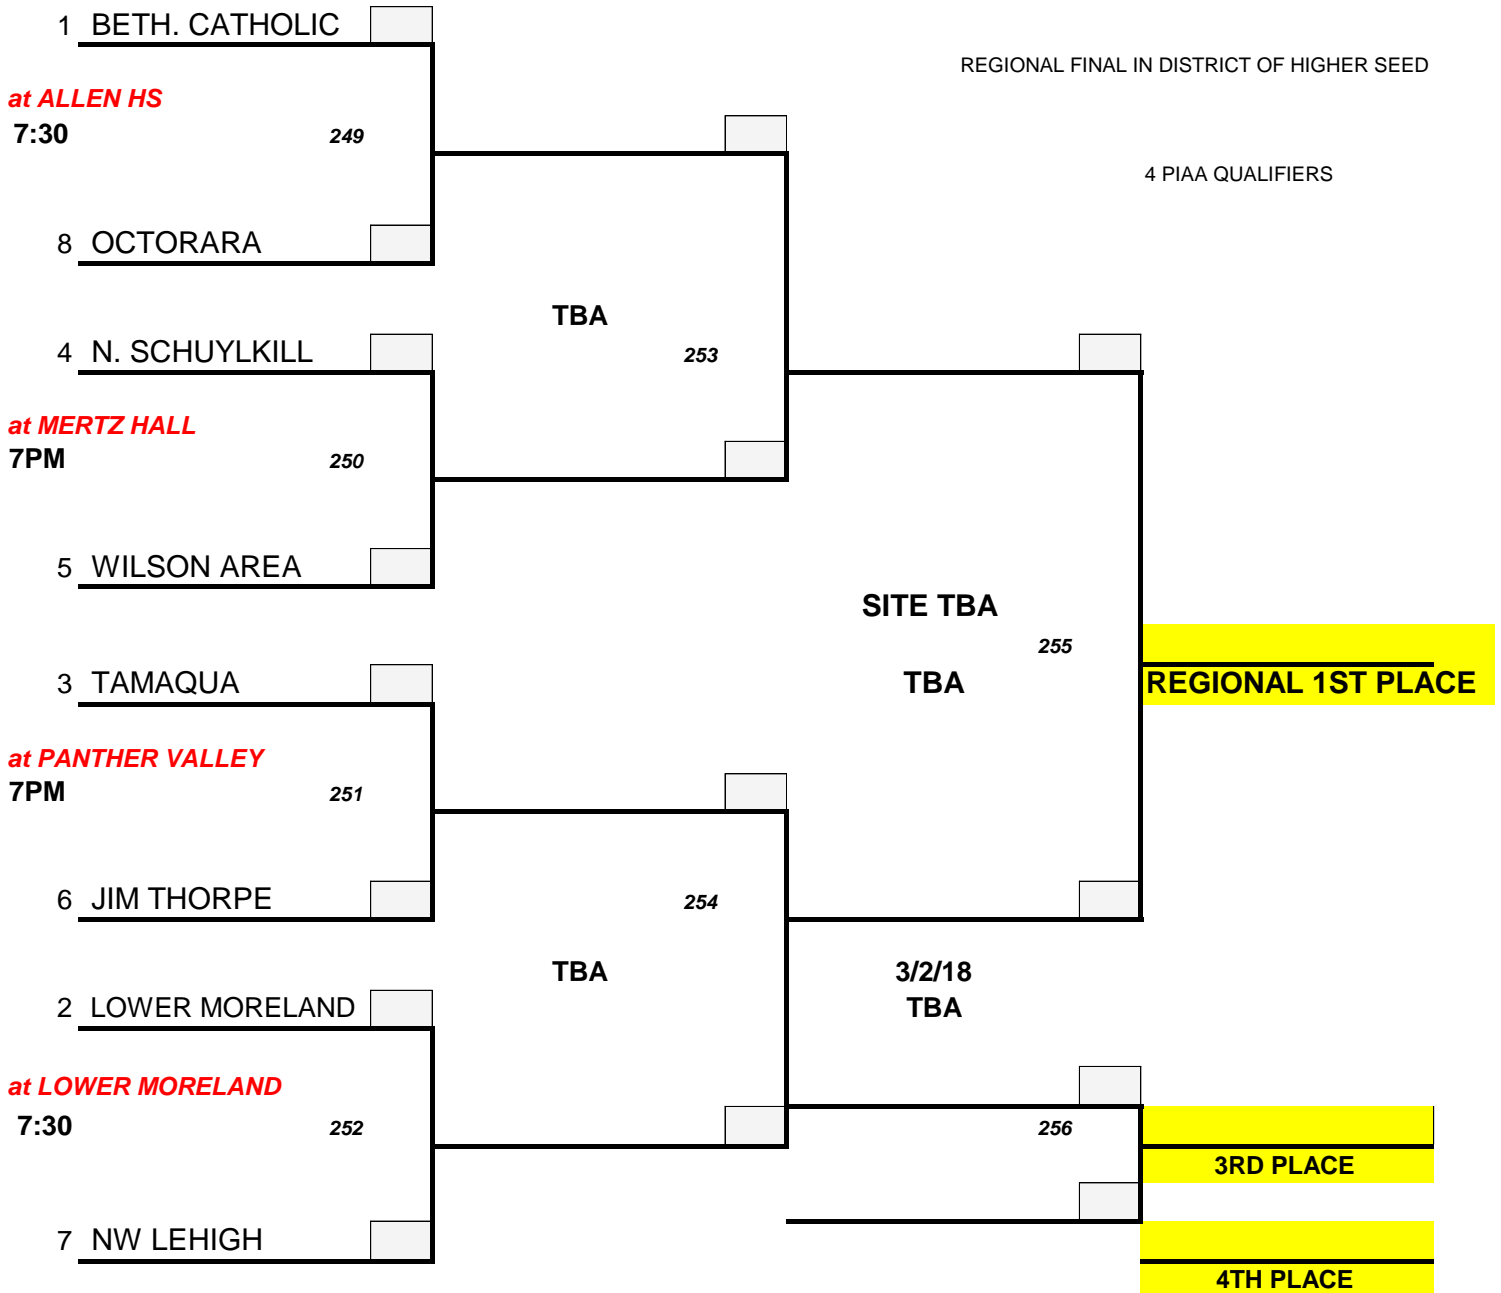 1 BETH. CATHOLIC
REGIONAL FINAL IN DISTRICT OF HIGHER SEED
at ALLEN HS
7:30 249
4 PIAA QUALIFIERS
8 OCTORARA
TBA
4 N. SCHUYLKILL 253
at MERTZ HALL
7PM 250
5 WILSON AREA
SITE TBA
255
3 TAMAQUA TBA REGIONAL 1ST PLACE
at PANTHER VALLEY
7PM 251
6 JIM THORPE 254
TBA 3/2/18
2 LOWER MORELAND TBA
at LOWER MORELAND
7:30 252 256
3RD PLACE
7 NW LEHIGH
4TH PLACE